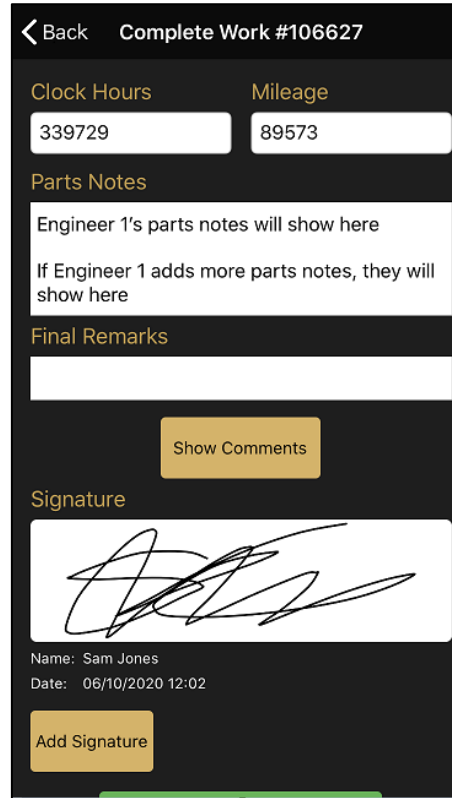 Back Complete Work #106627
Clock Hours Mileage
339729 89573
Parts Notes
Engineer 1's parts notes will show here
If Engineer 1 adds more parts notes, they will
show here
Final Remarks
Show Comments
Signature
Name: Sam Jones
Date: 06/10/2020 12:02
Add Signature